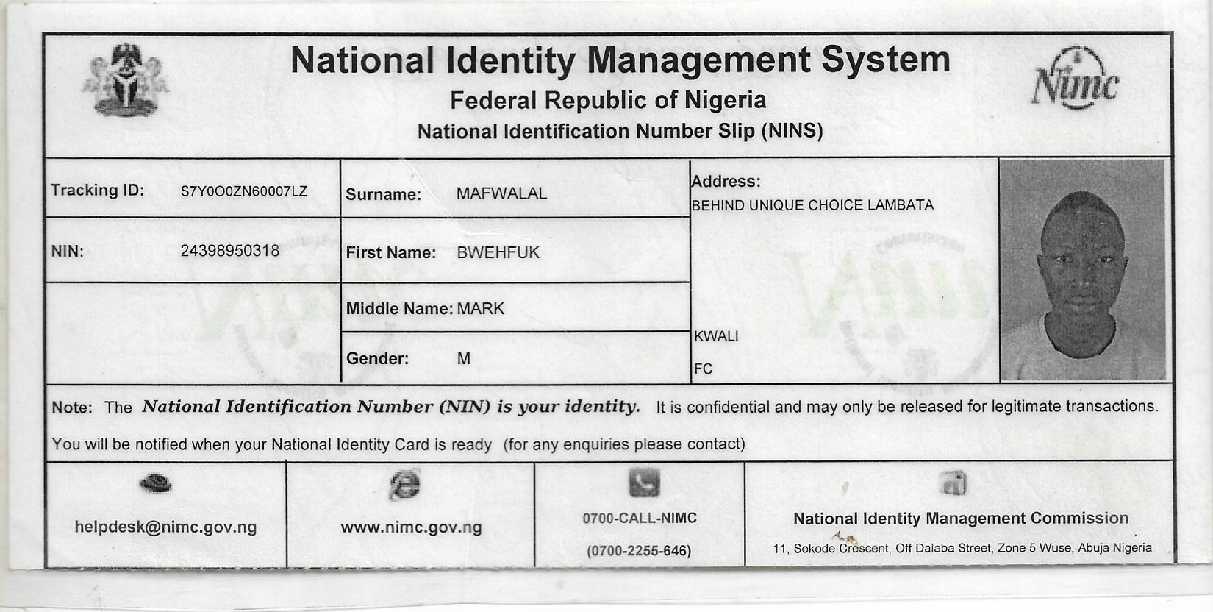 National Identity Management System
Federal Republic of Nigeria
National Identification Number Slip (NINS)
Nimc
Tracking ID: S7Y0O0ZN60007LZ
Surname: MAFWALAL
Address:
BEHIND UNIQUE CHOICE LAMBATA
NIN: 24398950318
First Name: BWEHFUK
Middle Name: MARK
KWALI
Gender: M
FC
Note: The National Identification Number (NIN) is your identity. It is confidential and may only be released for legitimate transactions.
You will be notified when your National Identity Card is ready (for any enquiries please contact)
helpdesk@nimc.gov.ng
www.nimc.gov.ng
0700-CALL-NIMC
(0700-2255-646)
National Identity Management Commission
11, Sokode Crescent, Off Dalaba Street, Zone 5 Wuse, Abuja Nigeria